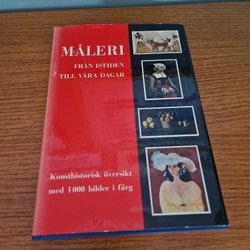 MÅLERI
FRÅN ISTIDEN
TILL VÅRA DAGAR
Konsthistorisk översikt
med 1000 bilder i färg